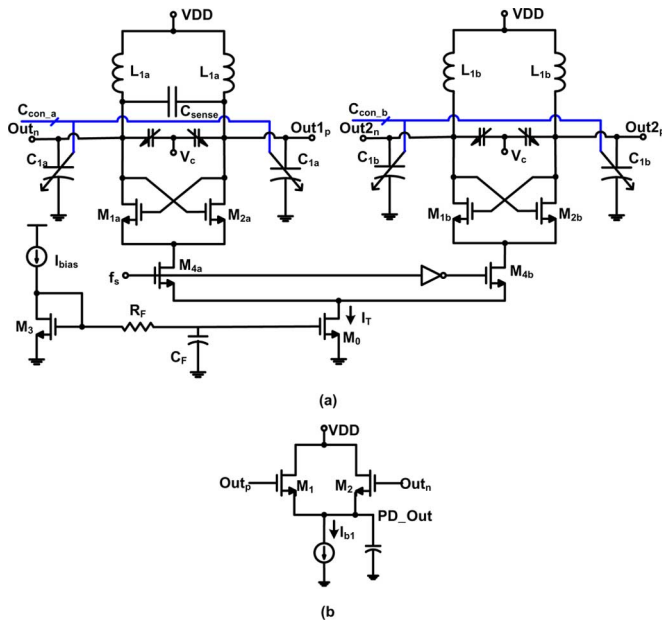 VDD
VDD
L1a
L1a
L1b
L1b
Ccon_a
Csense
Ccon_b
Outn
Out1p
Out2n
Out2p
C1a
Vc
C1a
C1b
Vc
C1b
M1a
M2a
M1b
M2b
Ibias
fs
M4a
M4b
M3
RF
IT
CF
M0
(a)
VDD
Outp
M1
M2
Outn
PD_Out
Ib1
(b